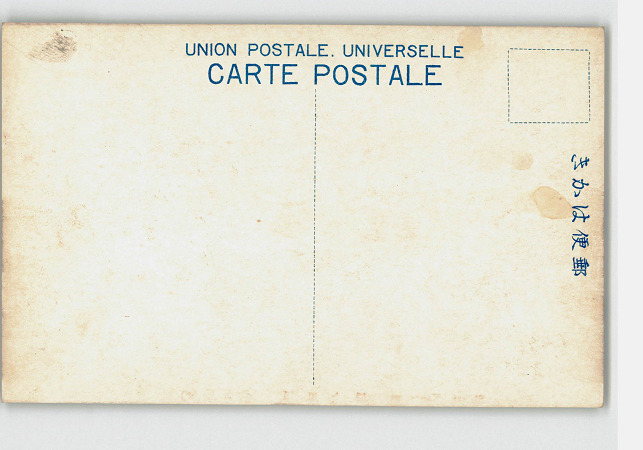 UNION POSTALE. UNIVERSELLE
CARTE POSTALE
郵便はかき